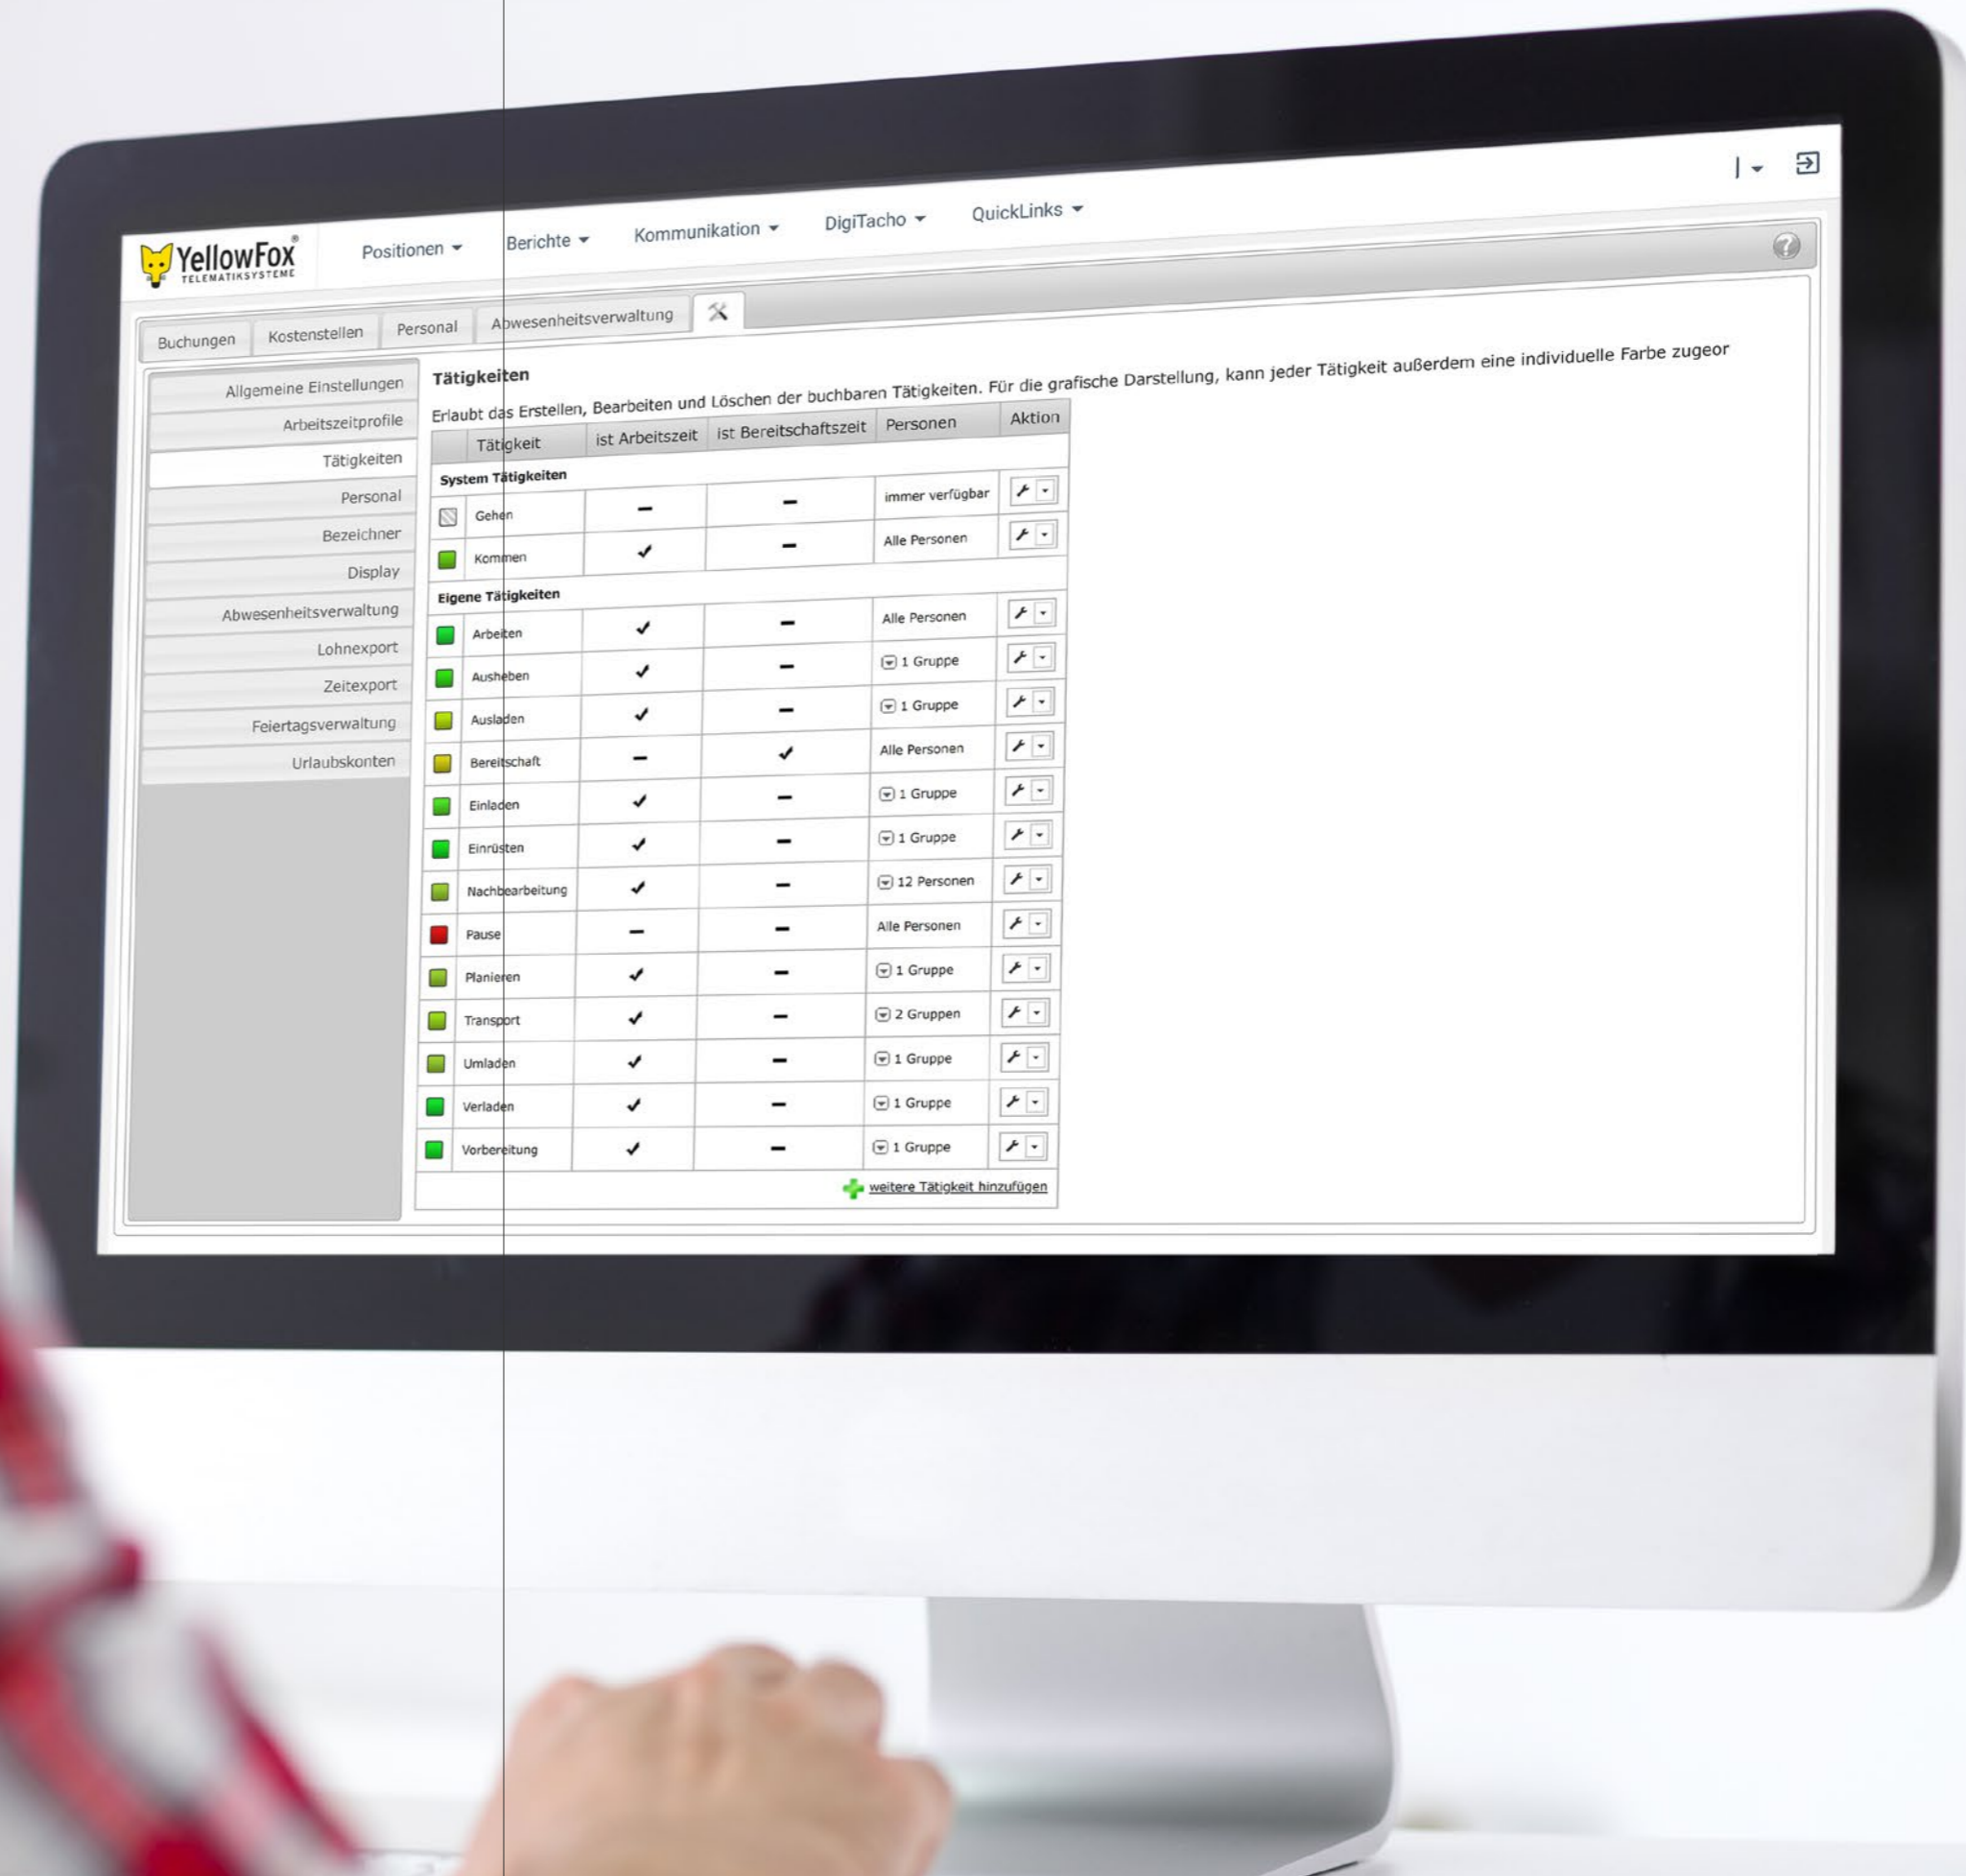 YellowFox®
TELEMATIKSYSTEME
Positionen
Berichte
Kommunikation
DigiTacho
QuickLinks
Buchungen
Kostenstellen
Personal
Abwesenheitsverwaltung
?
Allgemeine Einstellungen
Arbeitszeitprofile
Tätigkeiten
Personal
Bezeichner
Display
Abwesenheitsverwaltung
Lohnexport
Zeitexport
Feiertagsverwaltung
Urlaubskonten
Tätigkeiten
Erlaubt das Erstellen, Bearbeiten und Löschen der buchbaren Tätigkeiten. Für die grafische Darstellung, kann jeder Tätigkeit außerdem eine individuelle Farbe zugeor
Tätigkeit ist Arbeitszeit ist Bereitschaftszeit Personen Aktion
System Tätigkeiten
Gehen – – immer verfügbar
Kommen ✓ – Alle Personen
Eigene Tätigkeiten
Arbeiten ✓ – Alle Personen
Ausheben ✓ – 1 Gruppe
Ausladen ✓ – 1 Gruppe
Bereitschaft – ✓ Alle Personen
Einladen ✓ – 1 Gruppe
Einrüsten ✓ – 1 Gruppe
Nachbearbeitung ✓ – 12 Personen
Pause – – Alle Personen
Planieren ✓ – 1 Gruppe
Transport ✓ – 2 Gruppen
Umladen ✓ – 1 Gruppe
Verladen ✓ – 1 Gruppe
Vorbereitung ✓ – 1 Gruppe
weitere Tätigkeit hinzufügen